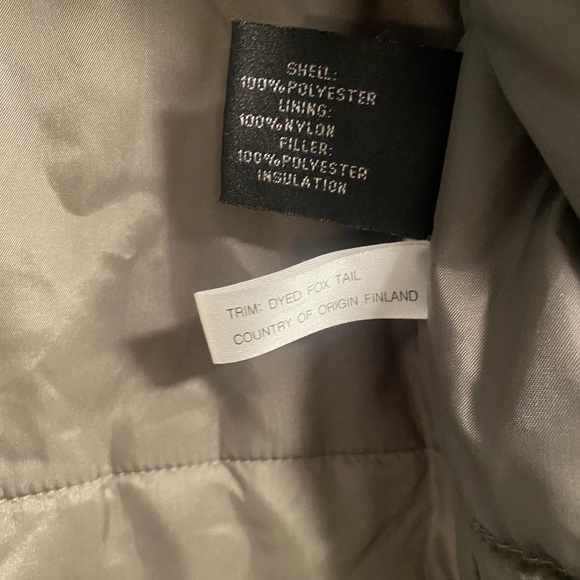 SHELL:
100%POLYESTER
LINING:
100%NYLON
FILLER:
100%POLYESTER
INSULATION
TRIM: DYED FOX TAIL
COUNTRY OF ORIGIN FINLAND